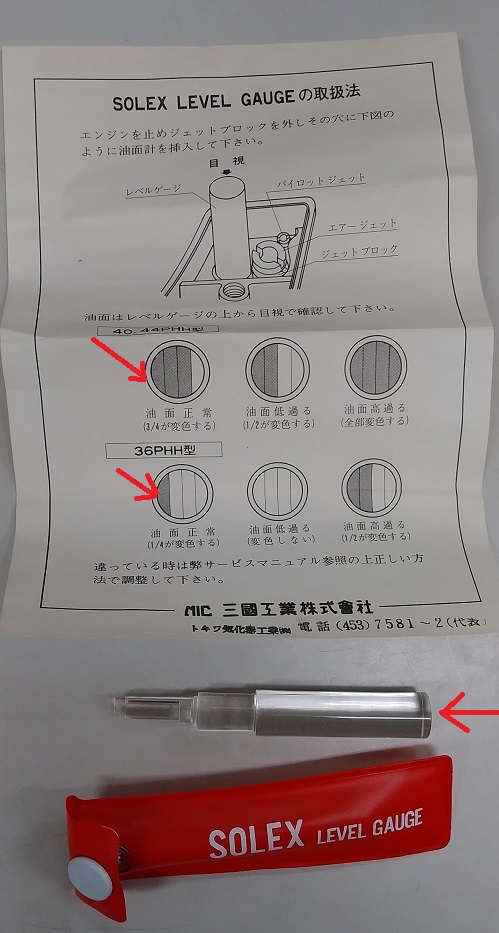 SOLEX LEVEL GAUGEの取扱法
エンジンを止めジェットブロックを外しその穴に下図の
ように油面計を挿入して下さい。
目視
レベルゲージ
パイロットジェット
エアージェット
ジェットブロック
油面はレベルゲージの上から目視で確認して下さい。
40.44PHH型
油面正常 油面低過る 油面高過る
(3/4が変色する) (1/2が変色する) (全部変色する)
36PHH型
油面正常 油面低過る 油面高過る
(1/4が変色する) (変色しない) (1/2が変色する)
違っている時は弊サービスマニュアル参照の上正しい方
法で調整して下さい。
MIC 三國工業株式會社
トキワ気化器工業㈱ 電話(453)7581~2(代表)
SOLEX LEVEL GAUGE